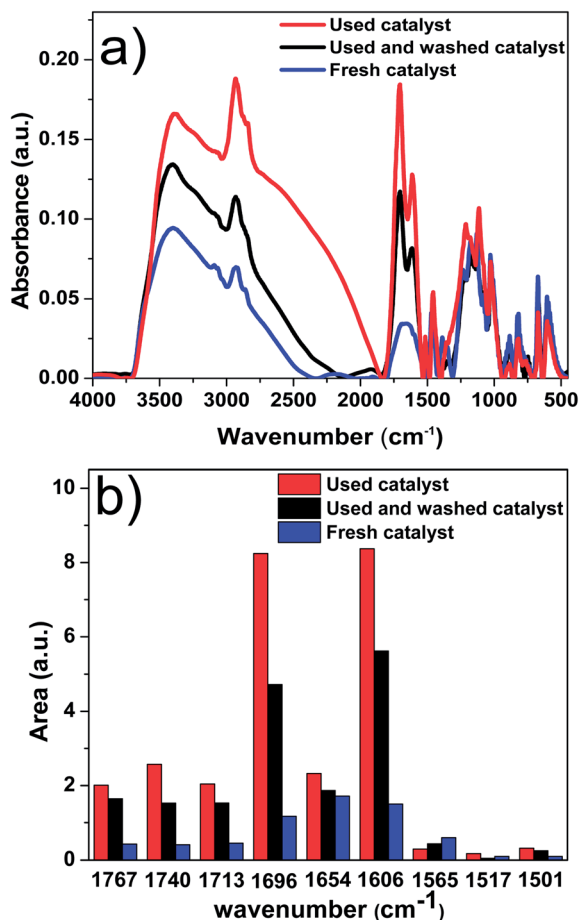 a)
Used catalyst
Used and washed catalyst
Fresh catalyst
Absorbance (a.u.)
0.20
0.15
0.10
0.05
0.00
4000 3500 3000 2500 2000 1500 1000 500
Wavenumber (cm-1)
b)
Used catalyst
Used and washed catalyst
Fresh catalyst
Area (a.u.)
10
8
6
4
2
0
1767 1740 1713 1696 1654 1606 1565 1517 1501
wavenumber (cm-1)